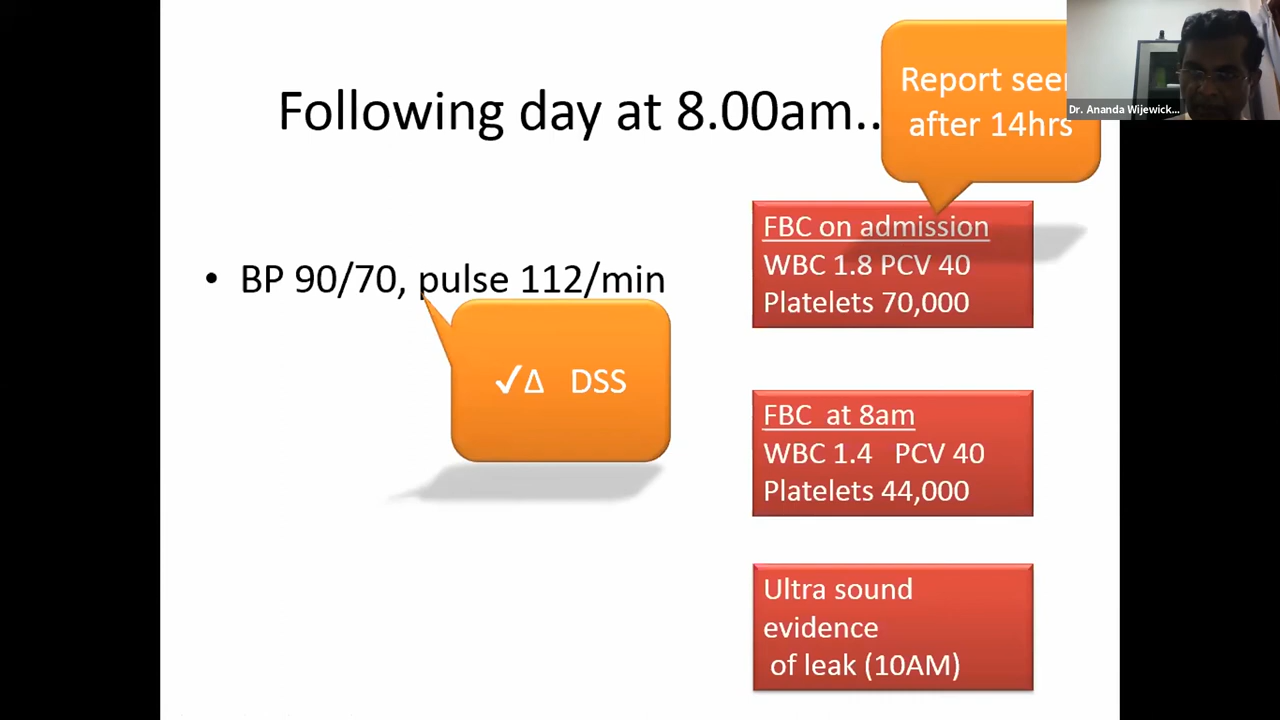 Following day at 8.00am..
Report seen
after 14hrs
Dr. Ananda Wijewick...
• BP 90/70, pulse 112/min
✓Δ DSS
FBC on admission
WBC 1.8 PCV 40
Platelets 70,000
FBC at 8am
WBC 1.4 PCV 40
Platelets 44,000
Ultra sound
evidence
of leak (10AM)